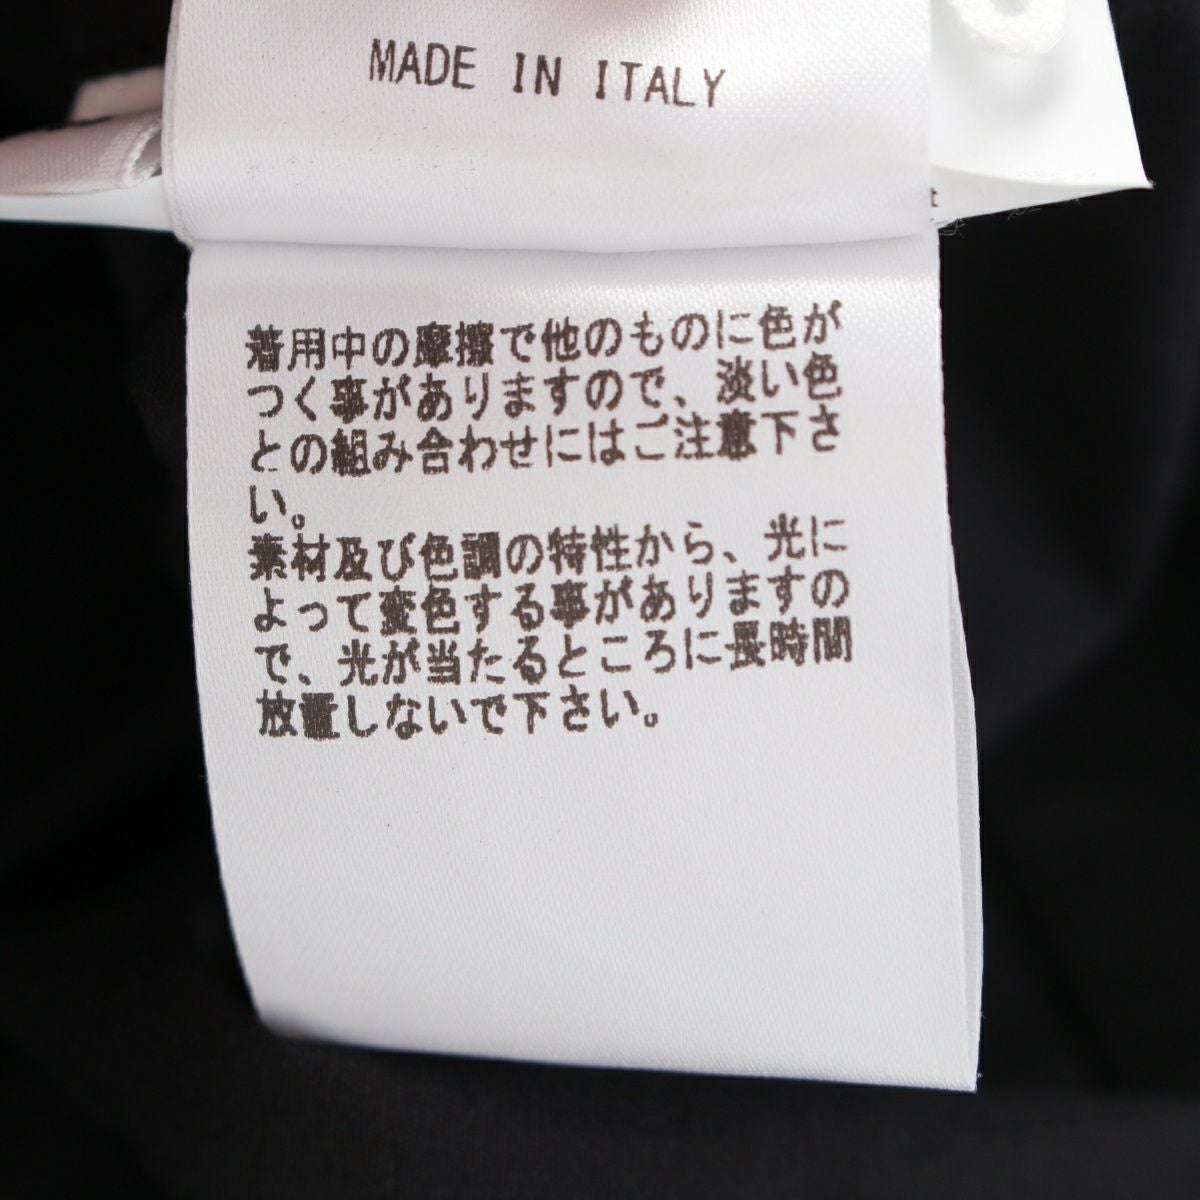 MADE IN ITALY
t
着用中の摩擦で他のものに色が
つく事がありますので、淡い色
との組み合わせにはご注意下さ
い。
素材及び色調の特性から、光に
よって変色する事がありますの
で、光が当たるところに長時間
放置しないで下さい。